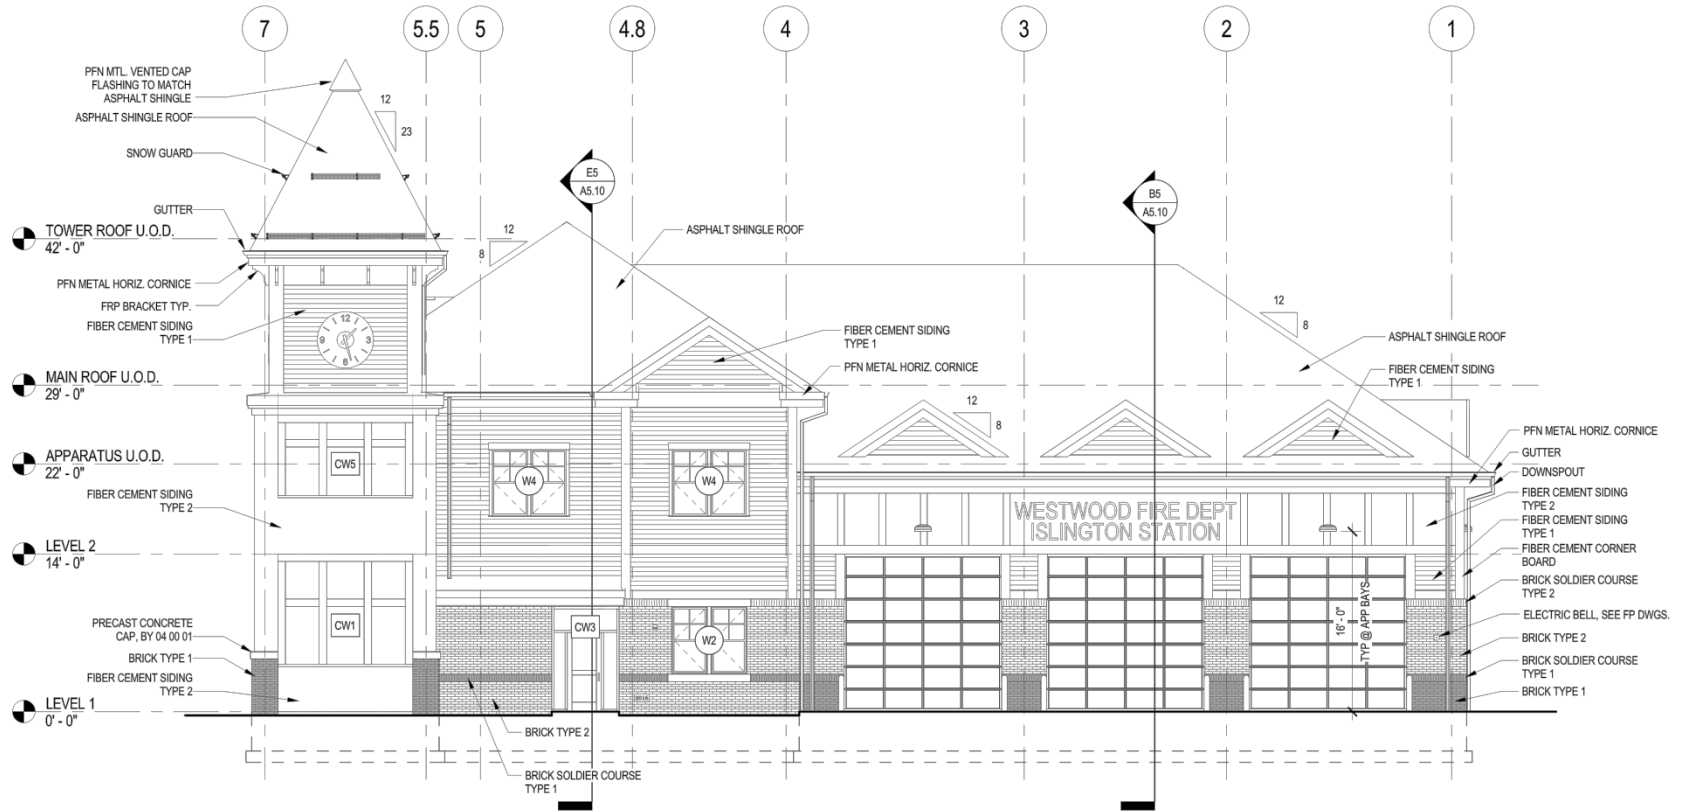 7
5.5
5
4.8
4
3
2
1
PFN MTL. VENTED CAP
FLASHING TO MATCH
ASPHALT SHINGLE
ASPHALT SHINGLE ROOF
SNOW GUARD
GUTTER
TOWER ROOF U.O.D.
42' - 0"
PFN METAL HORIZ. CORNICE
FRP BRACKET TYP.
FIBER CEMENT SIDING
TYPE 1
MAIN ROOF U.O.D.
29' - 0"
APPARATUS U.O.D.
22' - 0"
FIBER CEMENT SIDING
TYPE 2
LEVEL 2
14' - 0"
PRECAST CONCRETE
CAP, BY 04 00 01
BRICK TYPE 1
FIBER CEMENT SIDING
TYPE 2
LEVEL 1
0' - 0"
12
23
12
3
6
9
CW5
CW1
12
8
E5
A5.10
ASPHALT SHINGLE ROOF
FIBER CEMENT SIDING
TYPE 1
PFN METAL HORIZ. CORNICE
W4
W4
CW3
W2
BRICK TYPE 2
BRICK SOLDIER COURSE
TYPE 1
B5
A5.10
12
8
12
8
WESTWOOD FIRE DEPT
ISLINGTON STATION
16' - 0"
TYP @ APP BAYS
ASPHALT SHINGLE ROOF
FIBER CEMENT SIDING
TYPE 1
PFN METAL HORIZ. CORNICE
GUTTER
DOWNSPOUT
FIBER CEMENT SIDING
TYPE 2
FIBER CEMENT SIDING
TYPE 1
FIBER CEMENT CORNER
BOARD
BRICK SOLDIER COURSE
TYPE 2
ELECTRIC BELL, SEE FP DWGS.
BRICK TYPE 2
BRICK SOLDIER COURSE
TYPE 1
BRICK TYPE 1